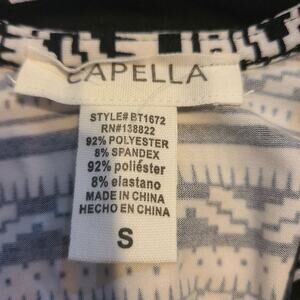 CAPELLA
STYLE# BT1672
RN#138822
92% POLYESTER
8% SPANDEX
92% poliéster
8% elastano
MADE IN CHINA
HECHO EN CHINA
S